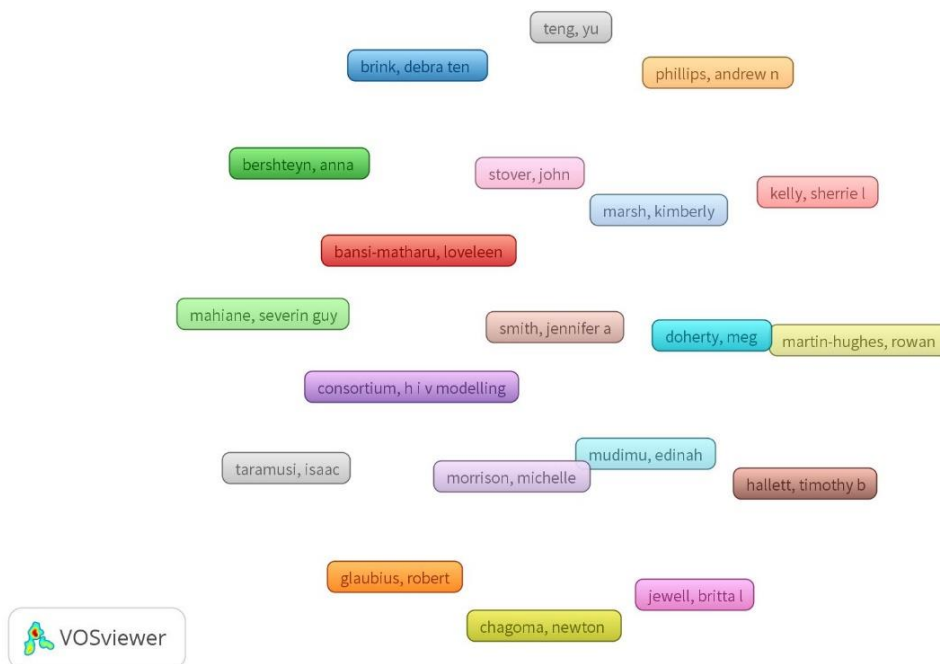 teng, yu
brink, debra ten
phillips, andrew n
bershteyn, anna
stover, john
kelly, sherrie l
marsh, kimberly
bansi-matharu, loveleen
mahiane, severin guy
smith, jennifer a
doherty, meg
martin-hughes, rowan
consortium, h i v modelling
mudimu, edinah
taramusi, isaac
morrison, michelle
hallett, timothy b
glaubius, robert
jewell, britta l
chagoma, newton
VOSviewer